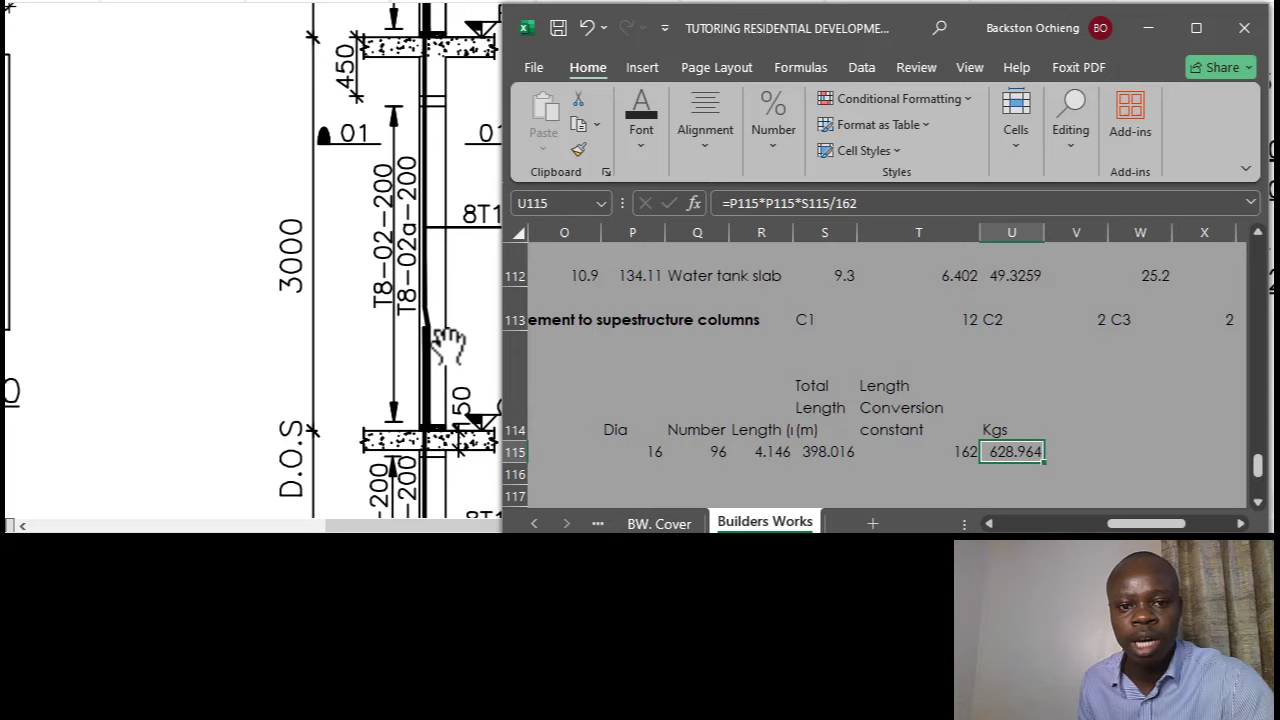 TUTORING RESIDENTIAL DEVELOPME...
Backston Ochieng
BO
File Home Insert Page Layout Formulas Data Review View Help Foxit PDF
Share
Paste
Font
Alignment
Number
Conditional Formatting
Format as Table
Cell Styles
Cells
Editing
Add-ins
Clipboard
Styles
Add-ins
U115
fx
=P115*P115*S115/162
O P Q R S T U V W X
112 10.9 134.11 Water tank slab 9.3 6.402 49.3259 25.2
113 ement to supestructure columns C1 12 C2 2 C3 2
Total Length
Length Conversion
114 Dia Number Length (m) constant Kgs
115 16 96 4.146 398.016 162 628.964
116
117
BW. Cover
Builders Works
450
01
3000
T8-02-200
T8-02a-200
8T1
150
D.O.S
-200
-200